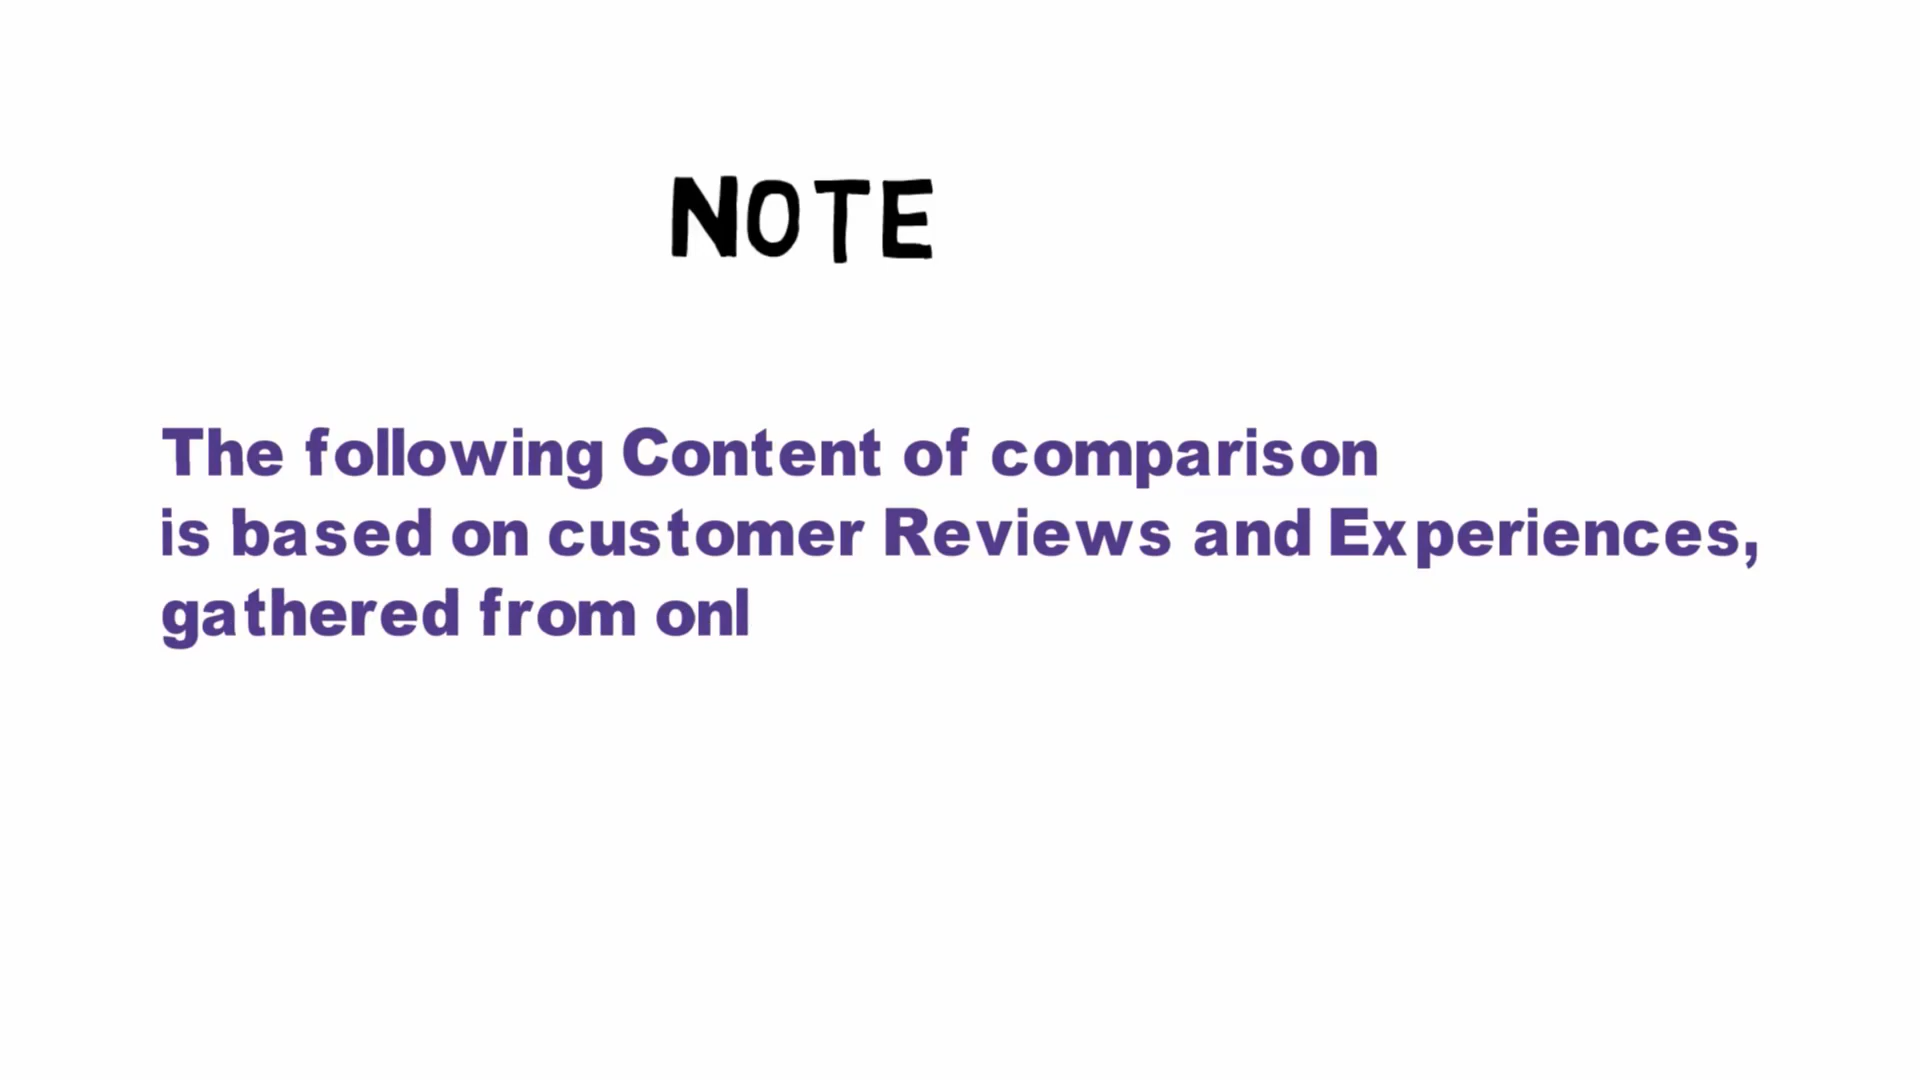 NOTE
The following Content of comparison
is based on customer Reviews and Experiences,
gathered from onl